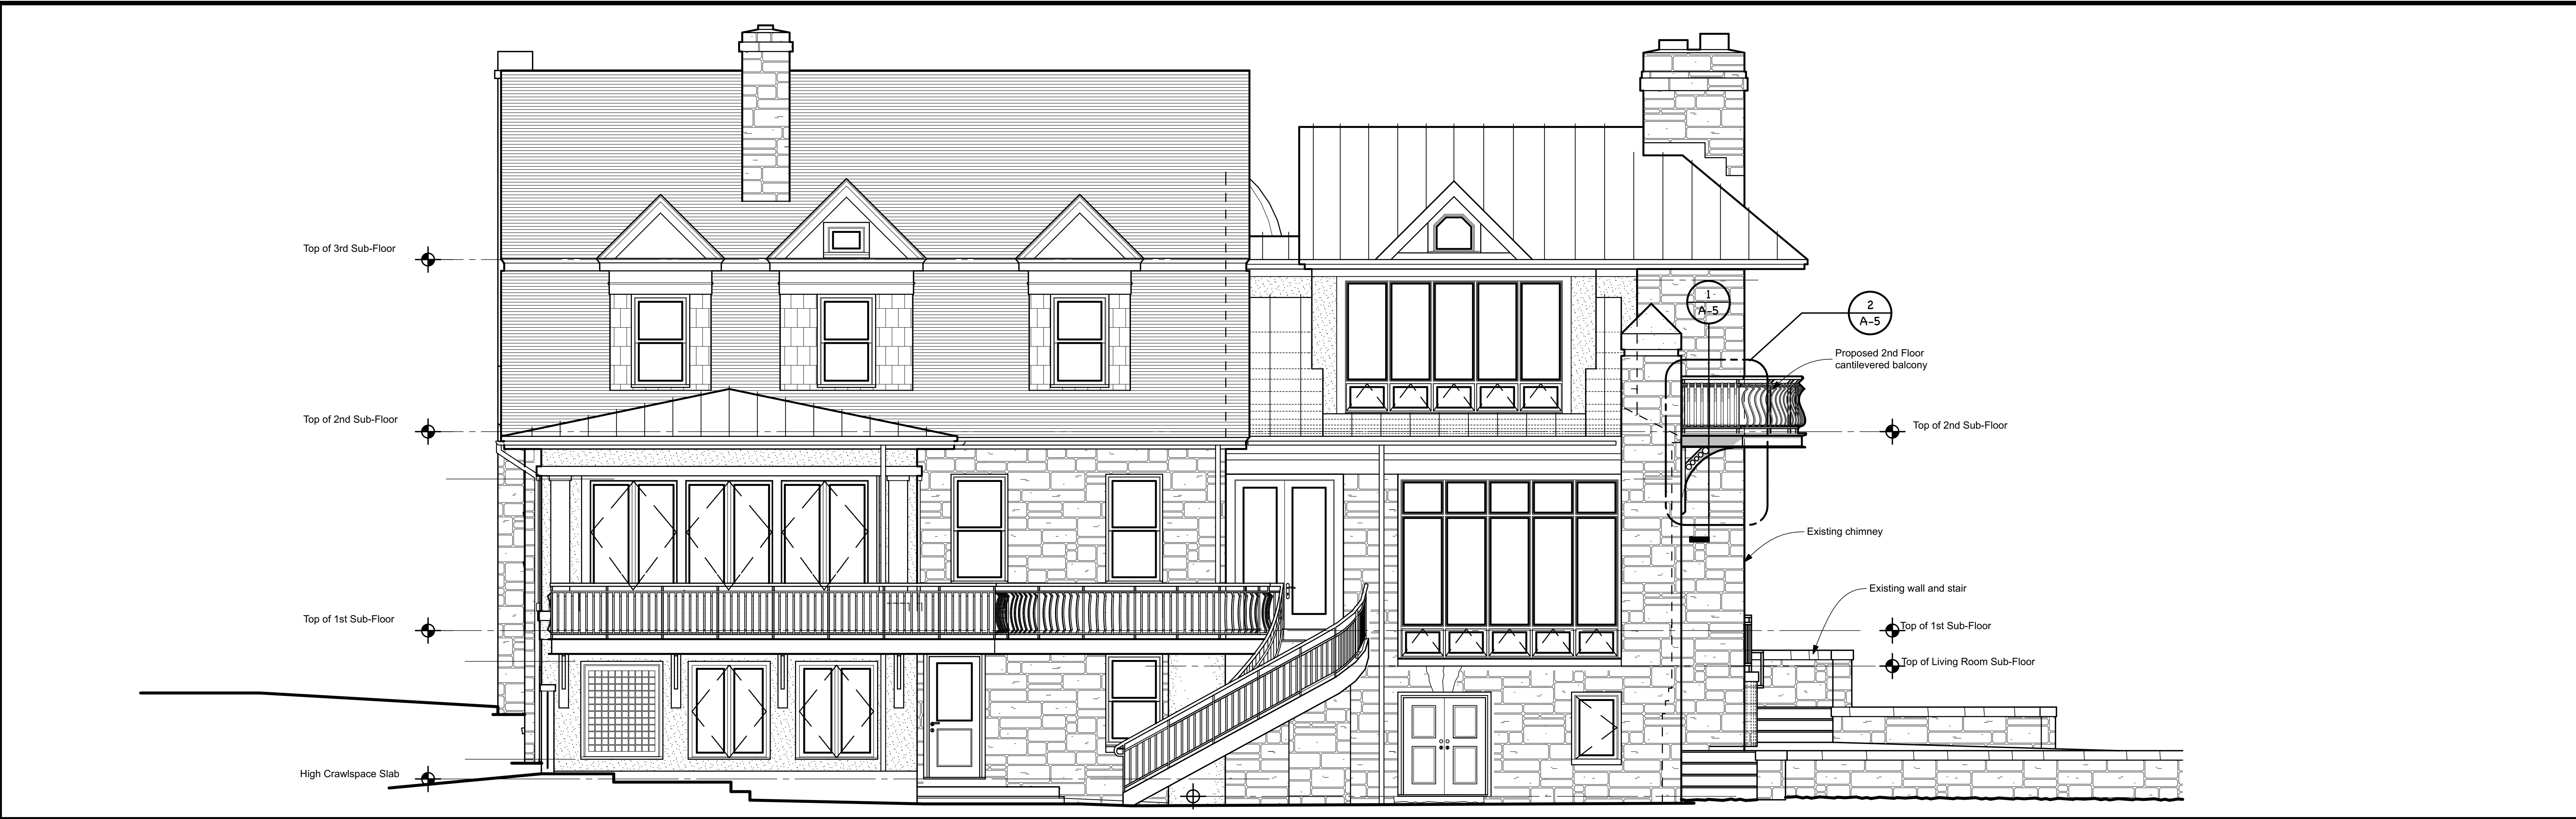 1
A-5
2
A-5
Top of 3rd Sub-Floor
Proposed 2nd Floor
cantilevered balcony
Top of 2nd Sub-Floor
Top of 2nd Sub-Floor
Existing chimney
Existing wall and stair
Top of 1st Sub-Floor
Top of 1st Sub-Floor
Top of Living Room Sub-Floor
High Crawlspace Slab